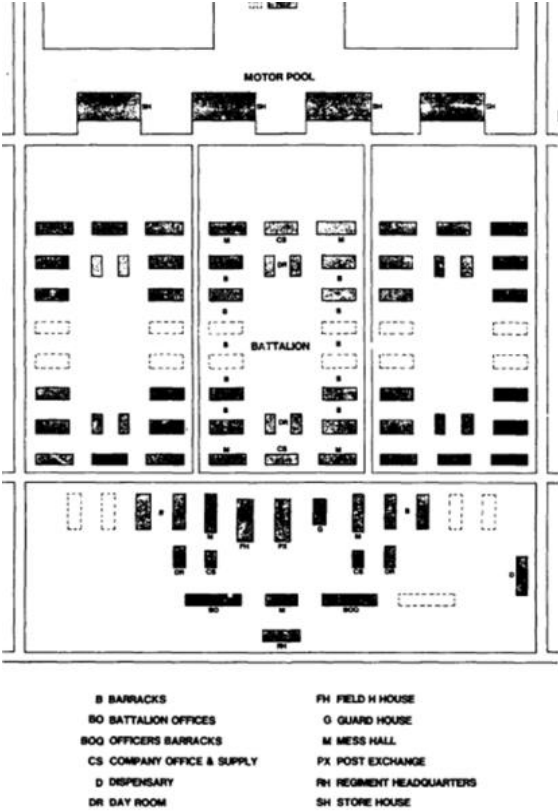 MOTOR POOL
SH SH SH SH
M CS M
DR
B B
B B
B BATTALION B
B B
B B
DR
M CS M
B M FH PX G M B
DR CS CS DR
D
BO M BOQ
RH
B BARRACKS
BO BATTALION OFFICES
BOQ OFFICERS BARRACKS
CS COMPANY OFFICE & SUPPLY
D DISPENSARY
DR DAY ROOM
FH FIELD H HOUSE
G GUARD HOUSE
M MESS HALL
PX POST EXCHANGE
RH REGIMENT HEADQUARTERS
SH STORE HOUSE